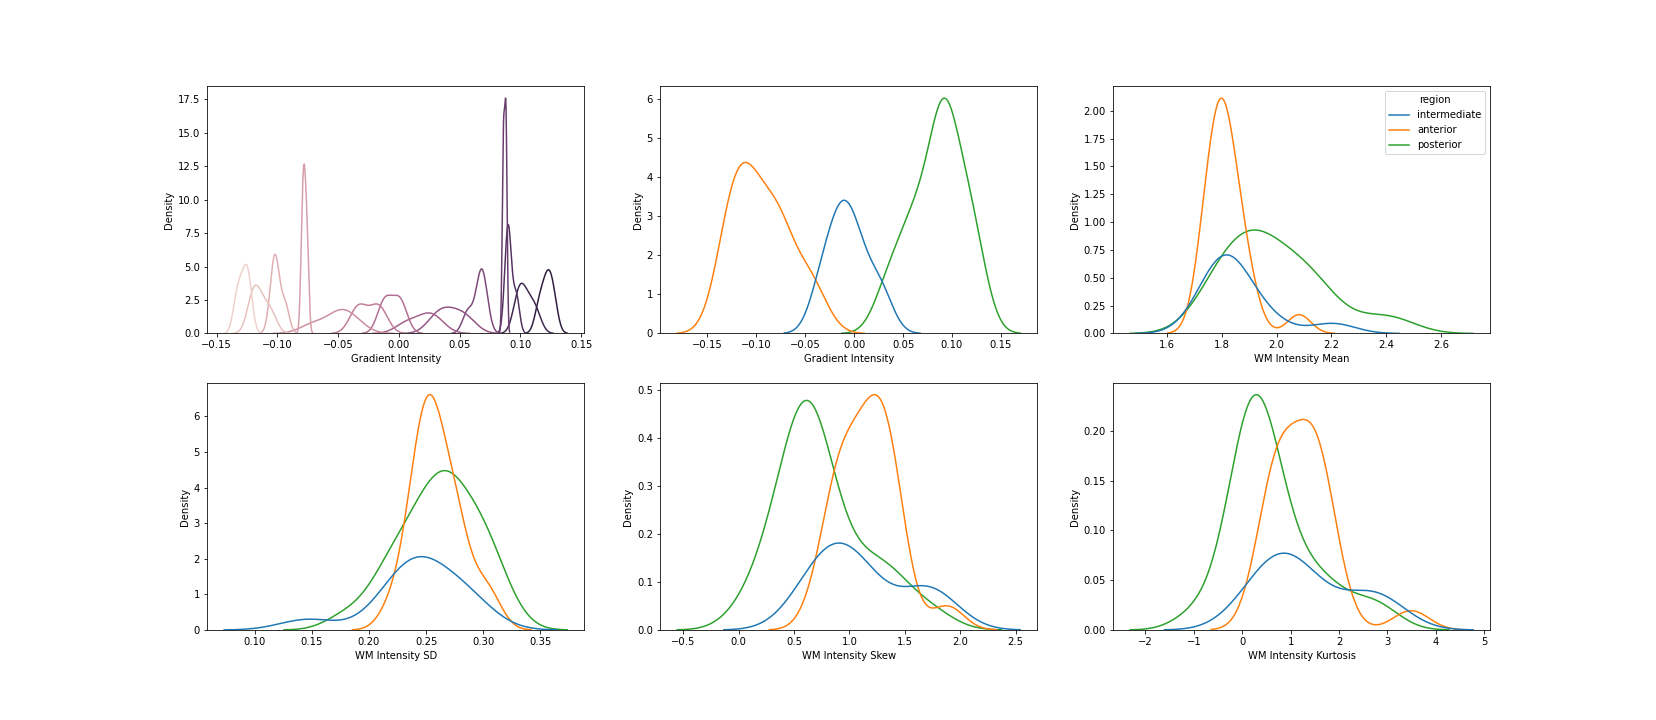 17.5
15.0
12.5
10.0
7.5
5.0
2.5
0.0
Density
−0.15 −0.10 −0.05 0.00 0.05 0.10 0.15
Gradient Intensity
6
5
4
3
2
1
0
Density
−0.15 −0.10 −0.05 0.00 0.05 0.10 0.15
Gradient Intensity
2.00
1.75
1.50
1.25
1.00
0.75
0.50
0.25
0.00
Density
region
intermediate
anterior
posterior
1.6 1.8 2.0 2.2 2.4 2.6
WM Intensity Mean
6
5
4
3
2
1
0
Density
0.10 0.15 0.20 0.25 0.30 0.35
WM Intensity SD
0.5
0.4
0.3
0.2
0.1
0.0
Density
−0.5 0.0 0.5 1.0 1.5 2.0 2.5
WM Intensity Skew
0.20
0.15
0.10
0.05
0.00
Density
−2 −1 0 1 2 3 4 5
WM Intensity Kurtosis